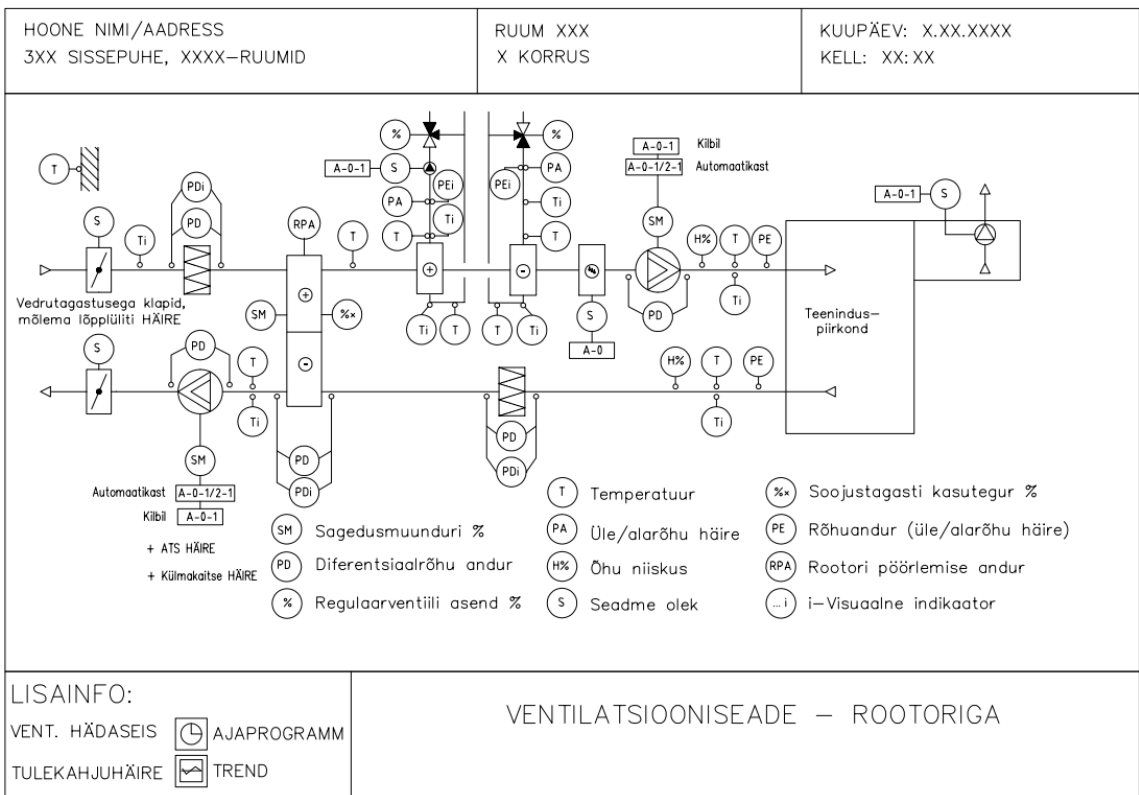 HOONE NIMI/AADRESS
3XX SISSEPUHE, XXXX-RUUMID
RUUM XXX
X KORRUS
KUUPÄEV: X.XX.XXXX
KELL: XX:XX
% %
A-0-1 S
PEi PEi PA
PA Ti Ti
T T
A-0-1 Kilbil
A-0-1/2-1 Automaatikast
A-0-1 S
T
PDi
S Ti PD RPA T
SM H% T PE
+ -
Ti
Vedrutagastusega klapid,
mõlema lõpplüliti HÄIRE
+
SM %x
-
Ti T T Ti
S
A-0
PD
Teenindus-
piirkond
S PD T
Ti
H% T PE
Ti
SM
PD
PDi
PD
PDi
Automaatikast A-0-1/2-1
Kilbil A-0-1
+ ATS HÄIRE
+ Külmakaitse HÄIRE
SM Sagedusmuunduri %
PD Diferentsiaalrõhu andur
% Regulaarventiili asend %
T Temperatuur
PA Üle/alarõhu häire
H% Õhu niiskus
S Seadme olek
%x Soojustagasti kasutegur %
PE Rõhuandur (üle/alarõhu häire)
RPA Rootori pöörlemise andur
...i i-Visuaalne indikaator
LISAINFO:
VENT. HÄDASEIS AJAPROGRAMM
TULEKAHJUHÄIRE TREND
VENTILATSIOONISEADE - ROOTORIGA